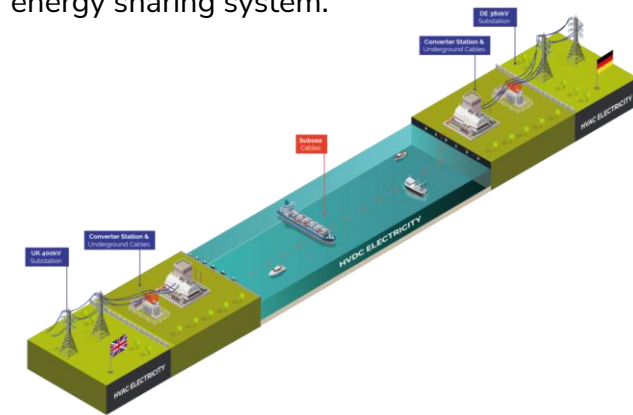 energy sharing system.
DE 380kV
Substation
Converter Station &
Underground Cables
HVAC ELECTRICITY
Subsea
Cables
HVDC ELECTRICITY
Converter Station &
Underground Cables
UK 400kV
Substation
HVAC ELECTRICITY